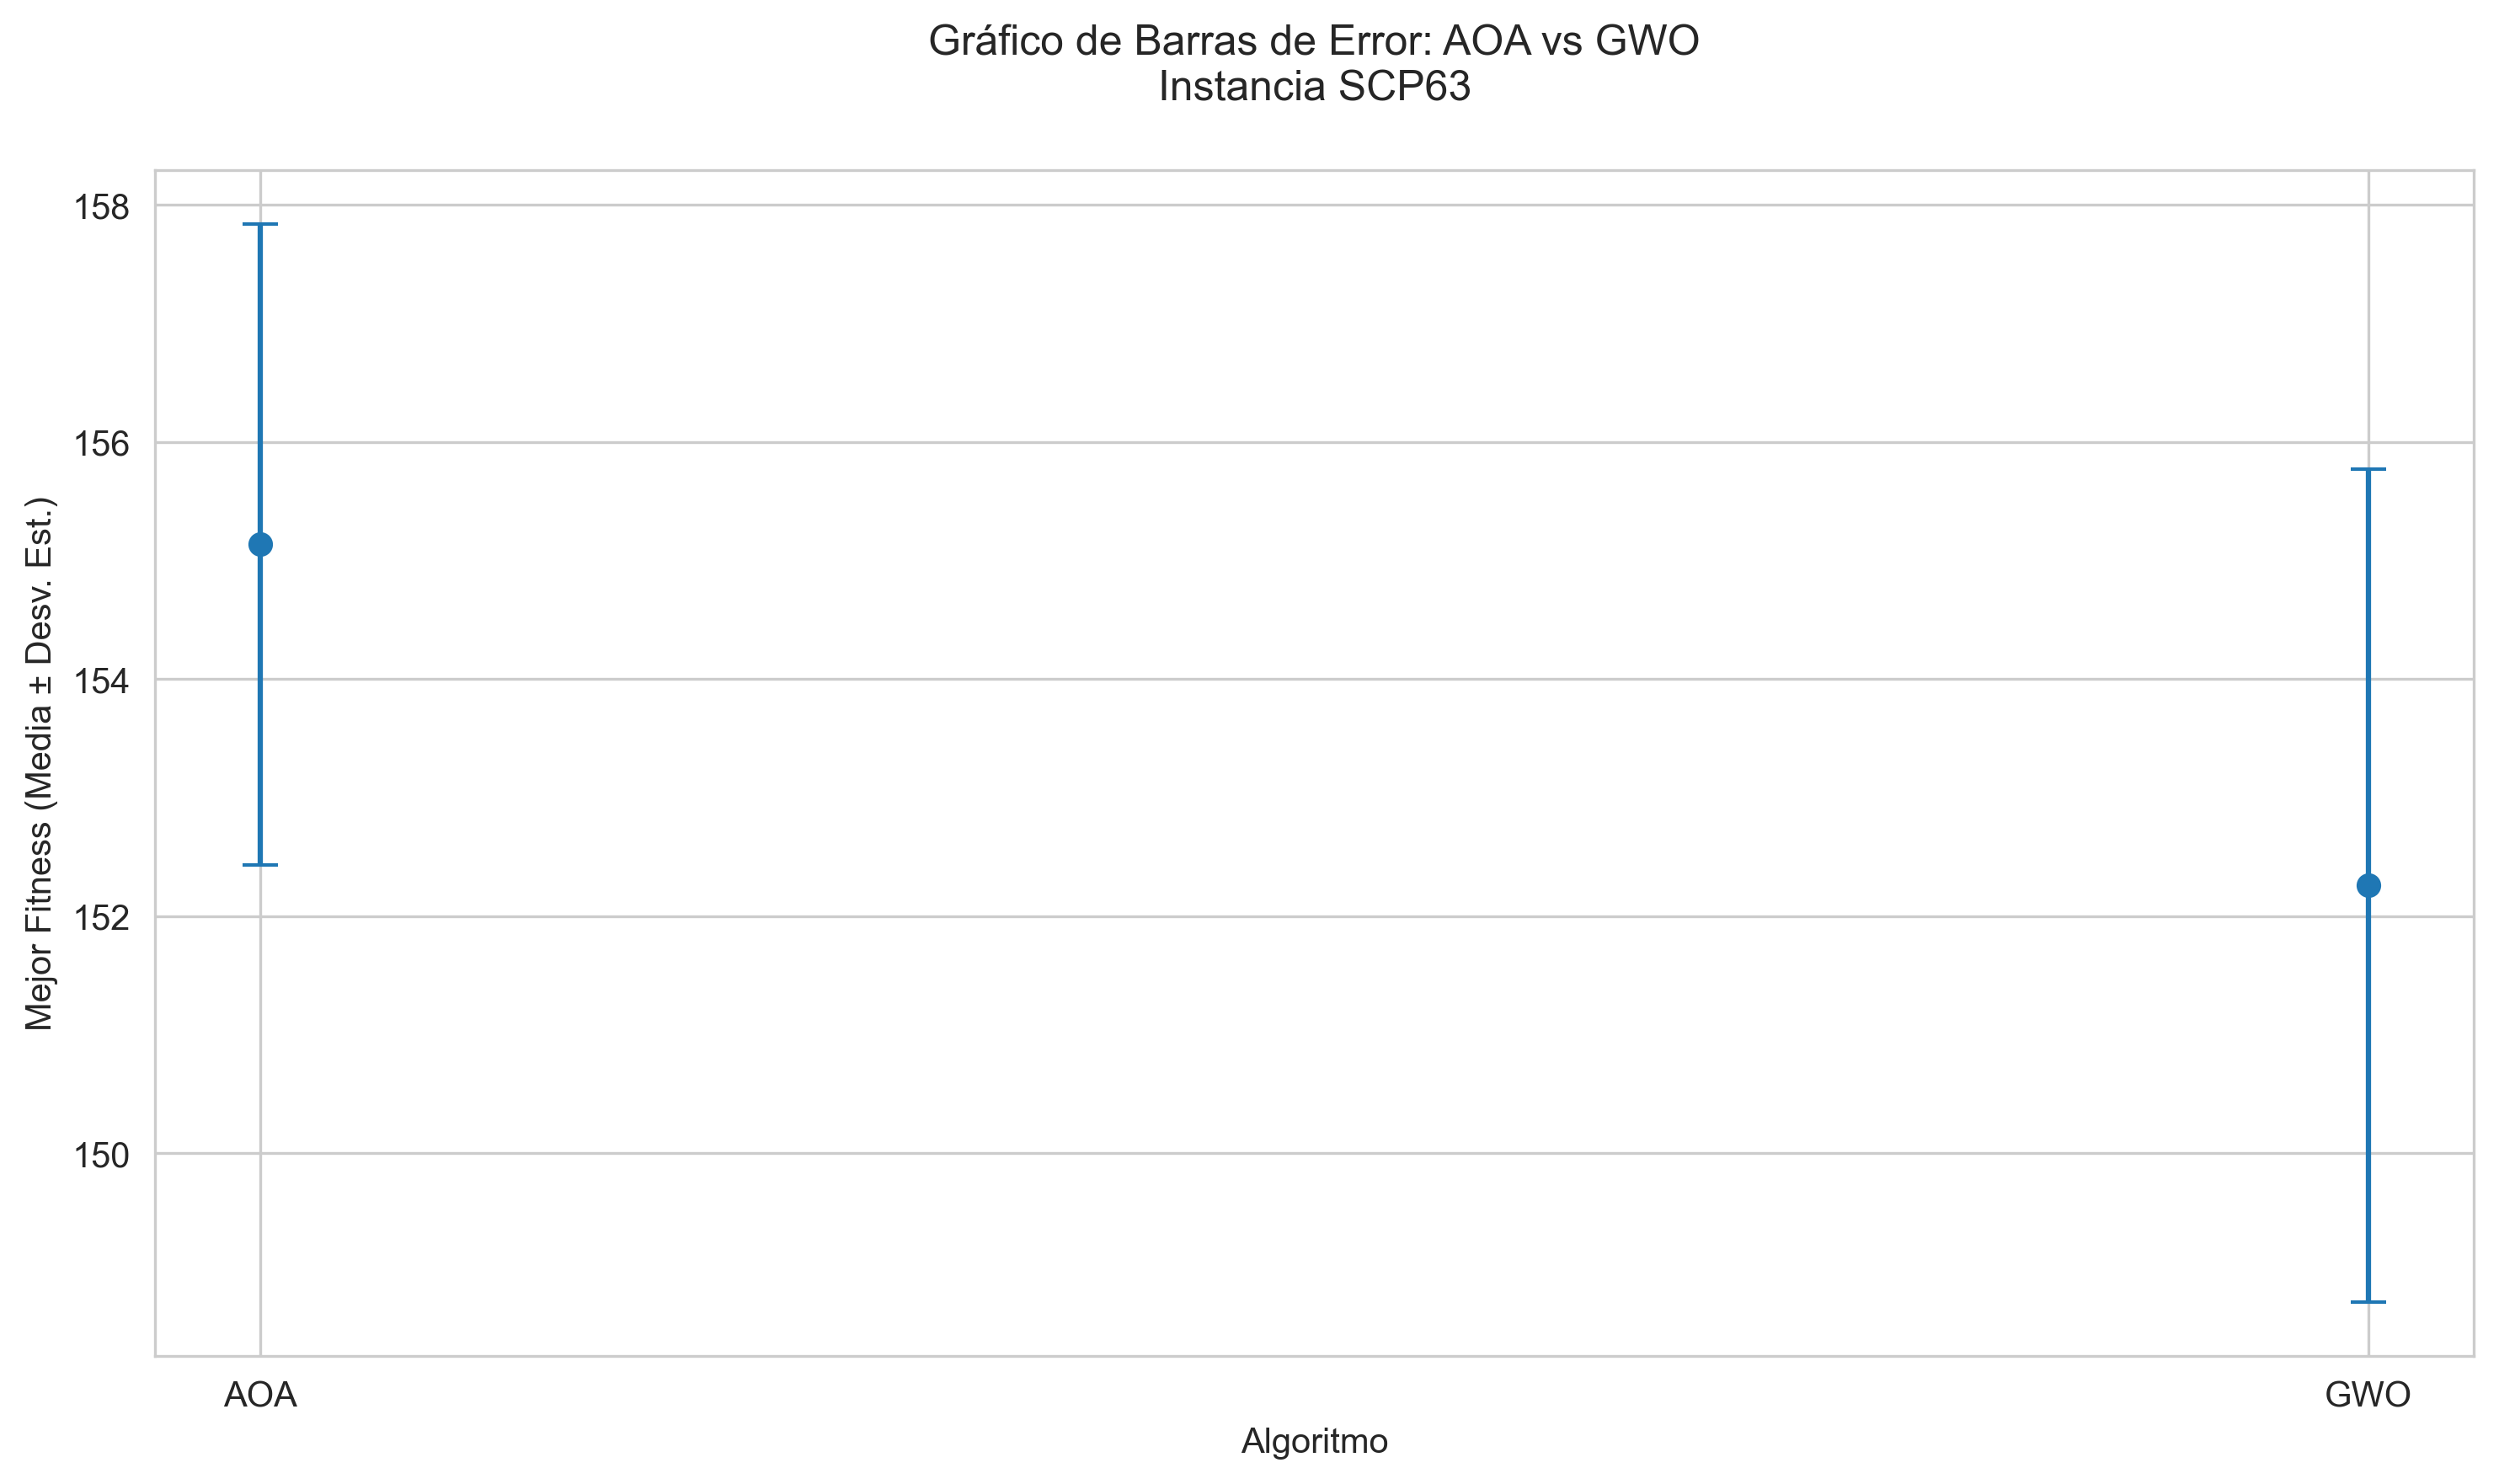 Gráfico de Barras de Error: AOA vs GWO
Instancia SCP63
Mejor Fitness (Media ± Desv. Est.)
158
156
154
152
150
AOA
GWO
Algoritmo